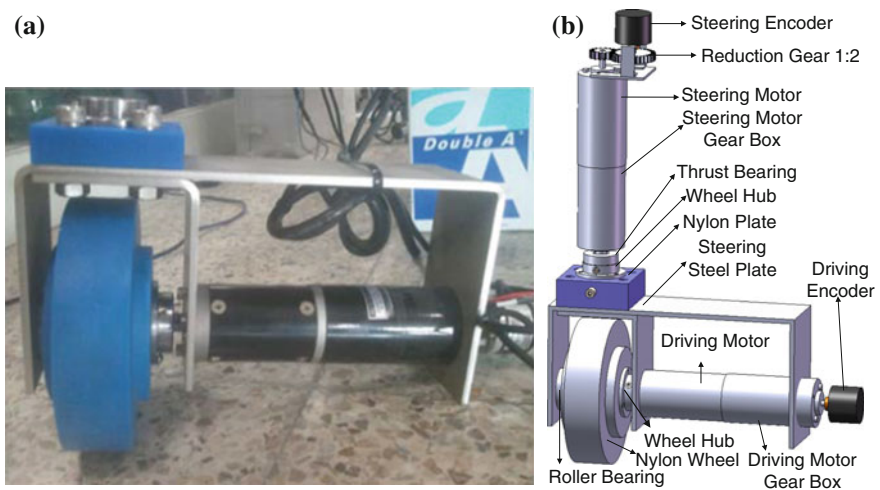 (a)
a
Double A
A
(b)
Steering Encoder
Reduction Gear 1:2
Steering Motor
Steering Motor
Gear Box
Thrust Bearing
Wheel Hub
Nylon Plate
Steering
Steel Plate
Driving
Encoder
Driving Motor
Wheel Hub
Nylon Wheel
Roller Bearing
Driving Motor
Gear Box